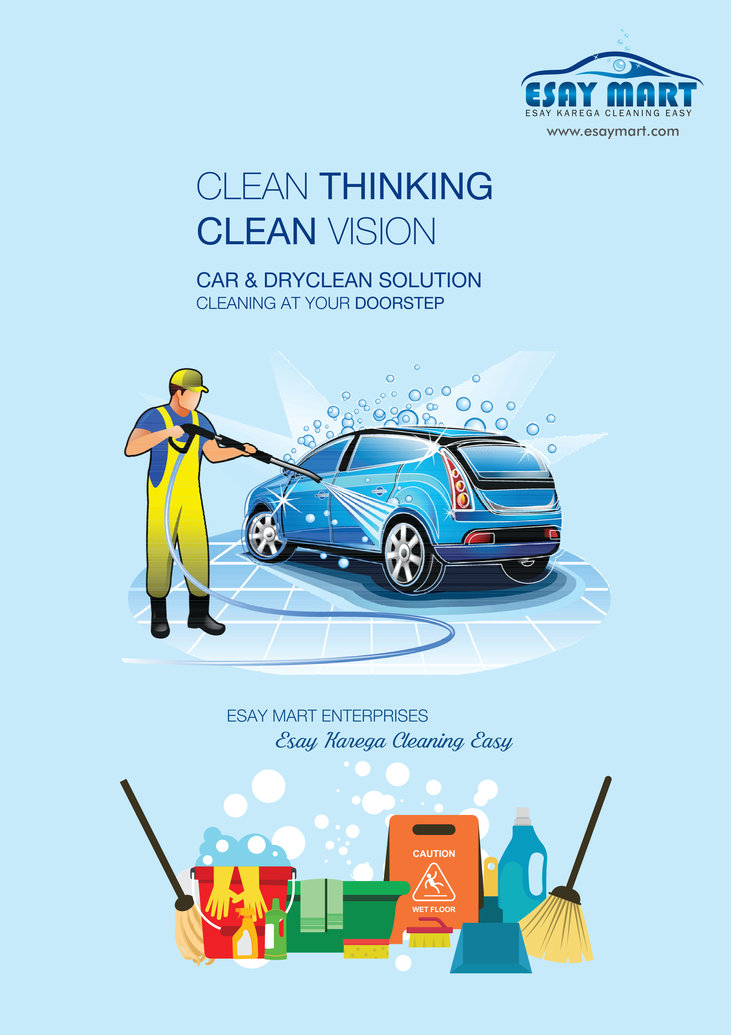 ESAY MART
ESAY KAREGA CLEANING EASY
www.esaymart.com
CLEAN THINKING
CLEAN VISION
CAR & DRYCLEAN SOLUTION
CLEANING AT YOUR DOORSTEP
ESAY MART ENTERPRISES
Esay Karega Cleaning Easy
CAUTION
WET FLOOR